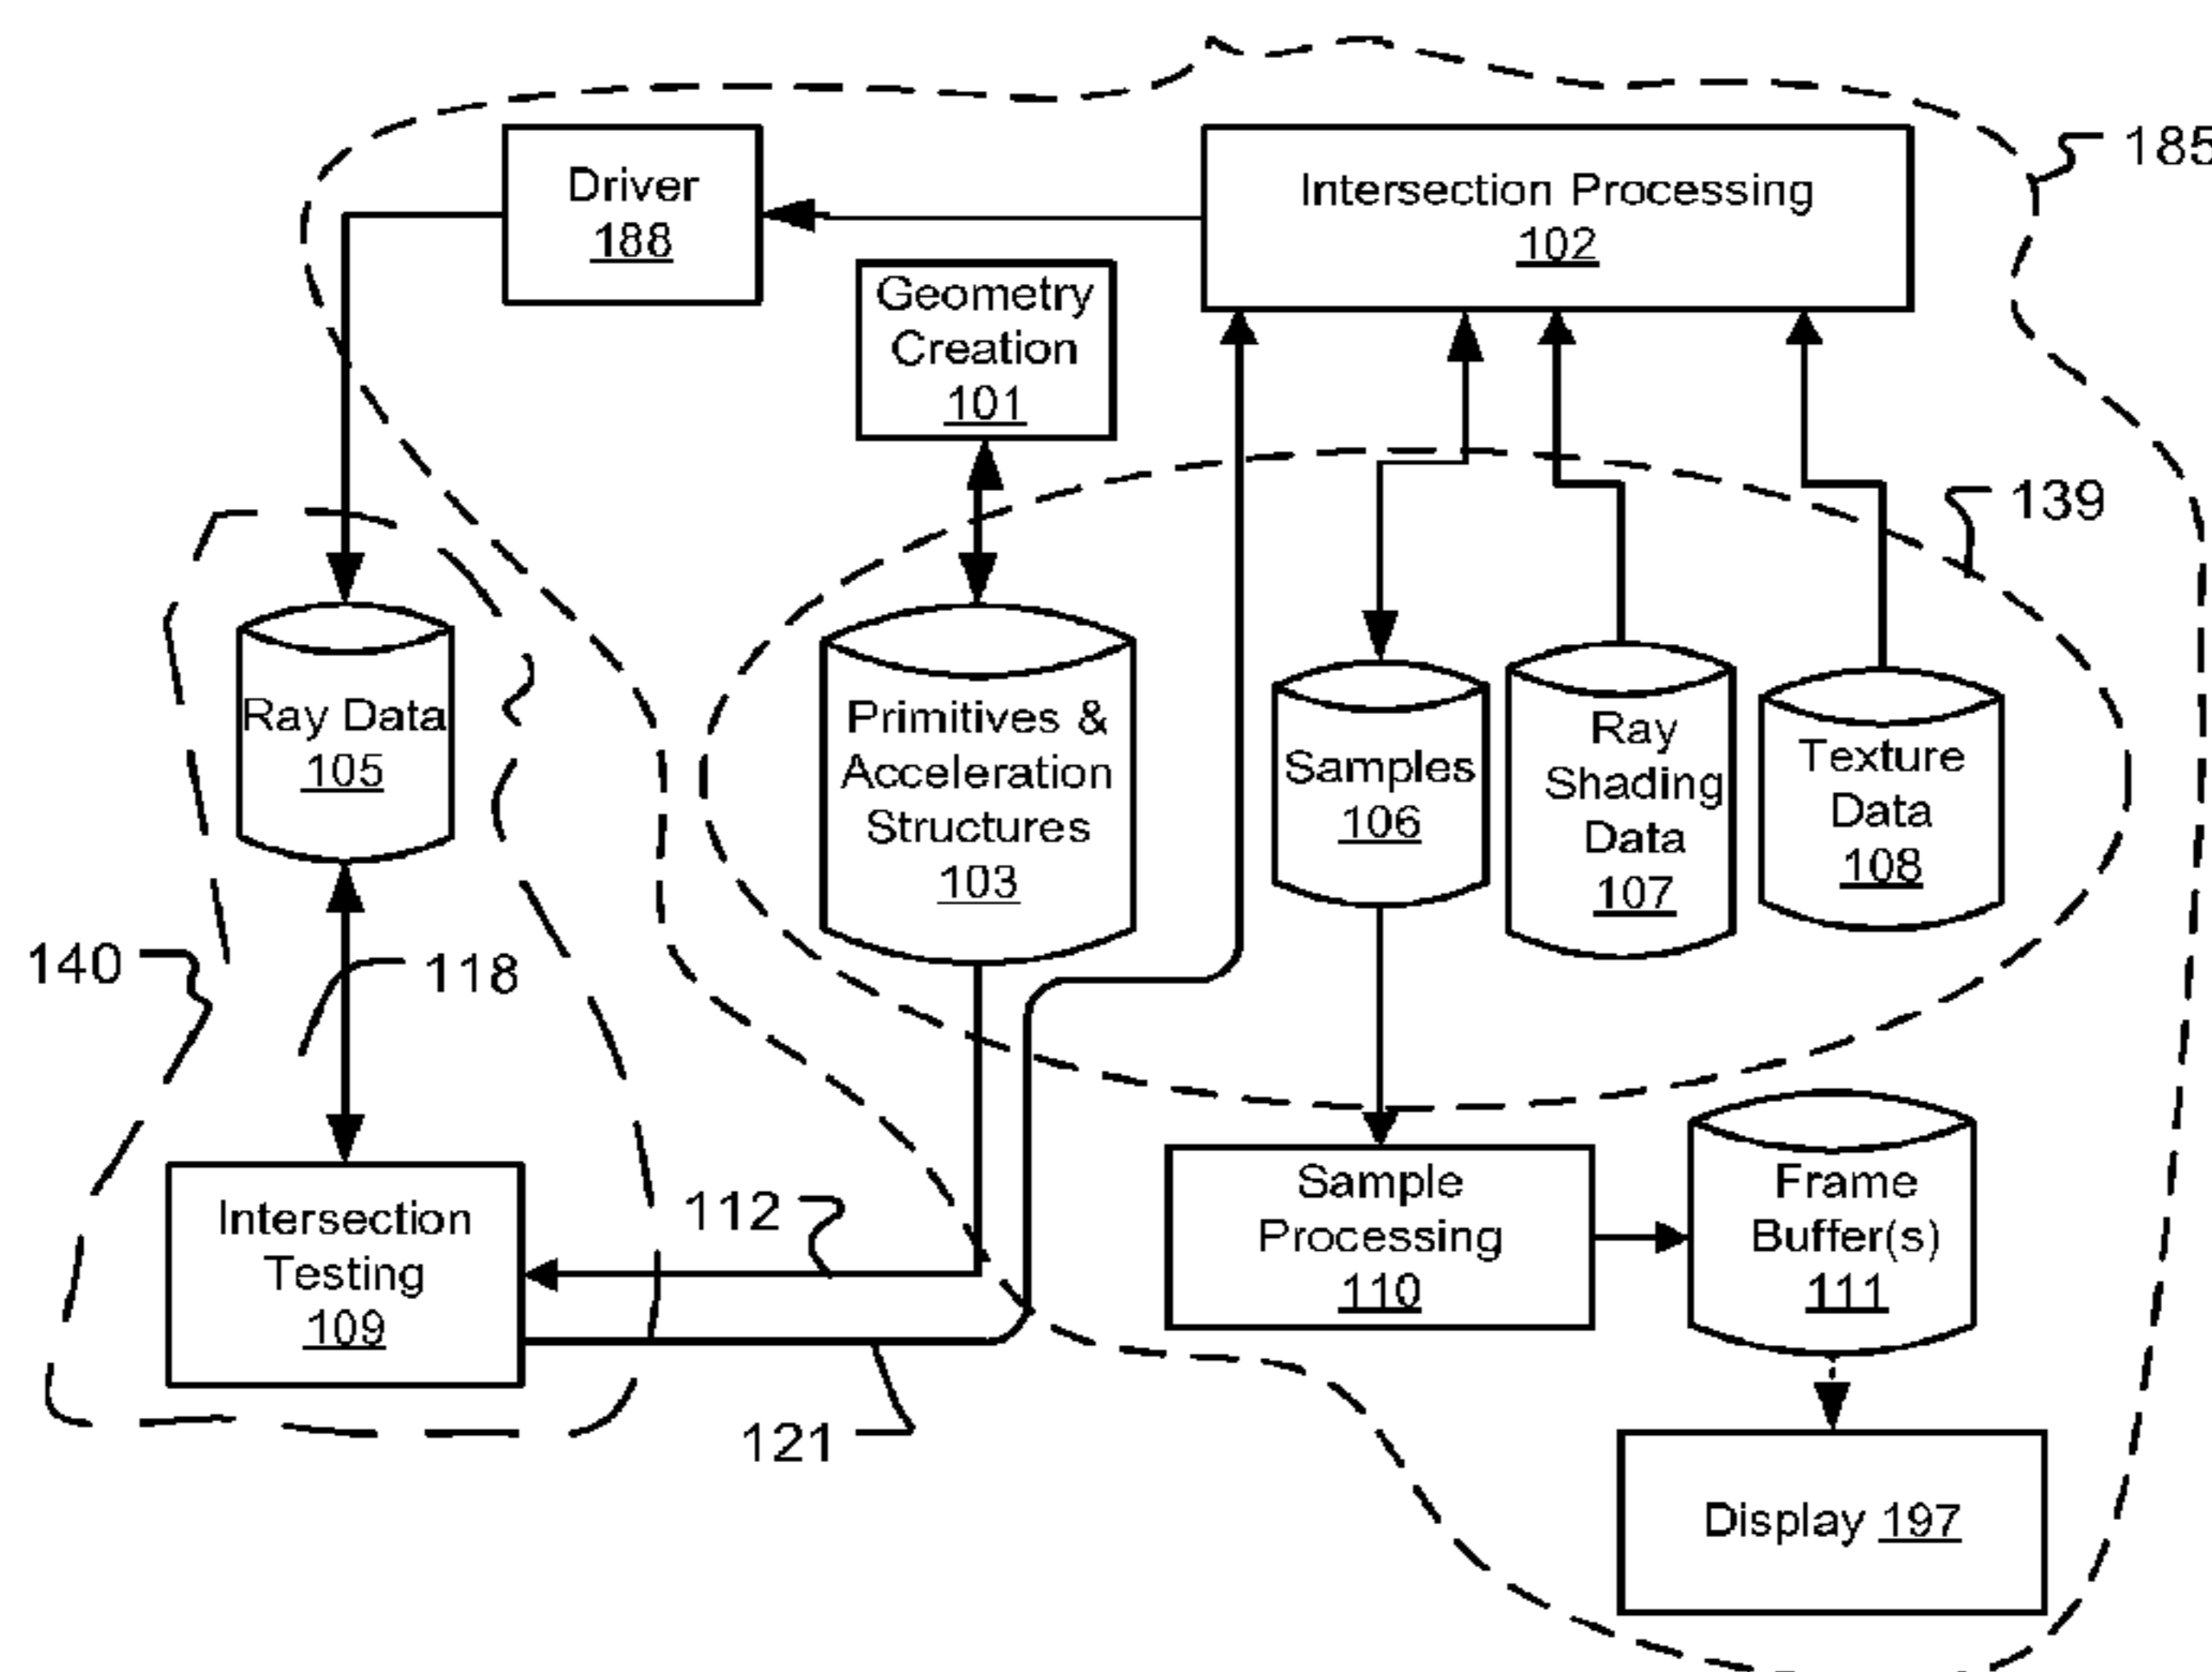 185
Driver
188
Intersection Processing
102
Geometry
Creation
101
139
Ray Data
105
Primitives &
Acceleration
Structures
103
Samples
106
Ray
Shading
Data
107
Texture
Data
108
140
118
Intersection
Testing
109
112
121
Sample
Processing
110
Frame
Buffer(s)
111
Display 197